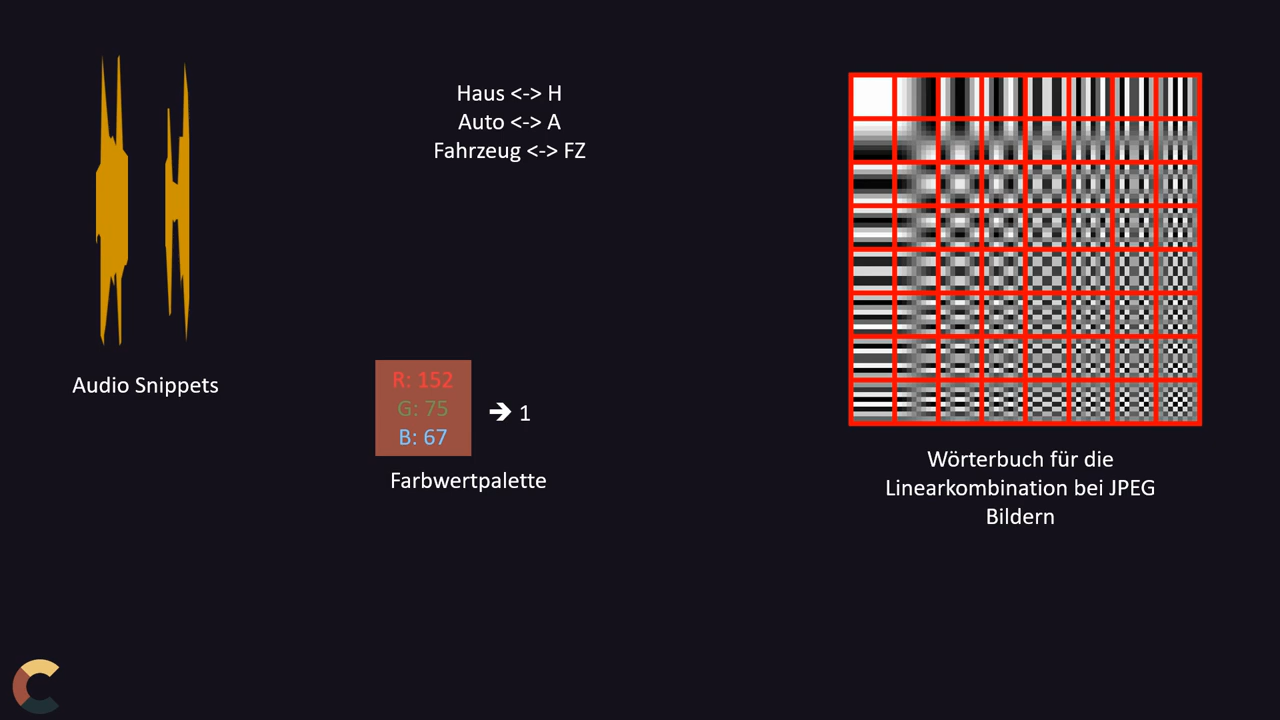 Haus <-> H
Auto <-> A
Fahrzeug <-> FZ
Audio Snippets
R: 152
G: 75
B: 67
➔ 1
Farbwertpalette
Wörterbuch für die
Linearkombination bei JPEG
Bildern